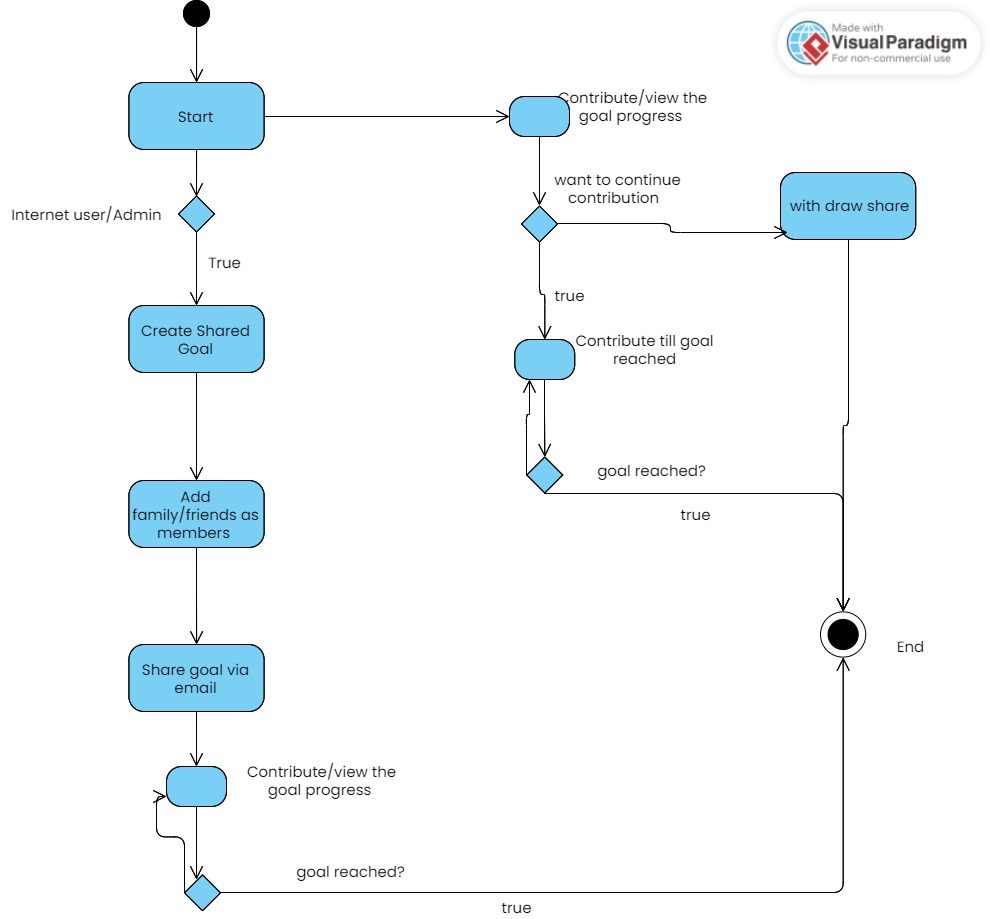 Made with
VisualParadigm
For non-commercial use
Start
Contribute/view the
goal progress
want to continue
contribution
with draw share
Internet user/Admin
True
true
Create Shared
Goal
Contribute till goal
reached
goal reached?
true
Add
family/friends as
members
End
Share goal via
email
Contribute/view the
goal progress
goal reached?
true